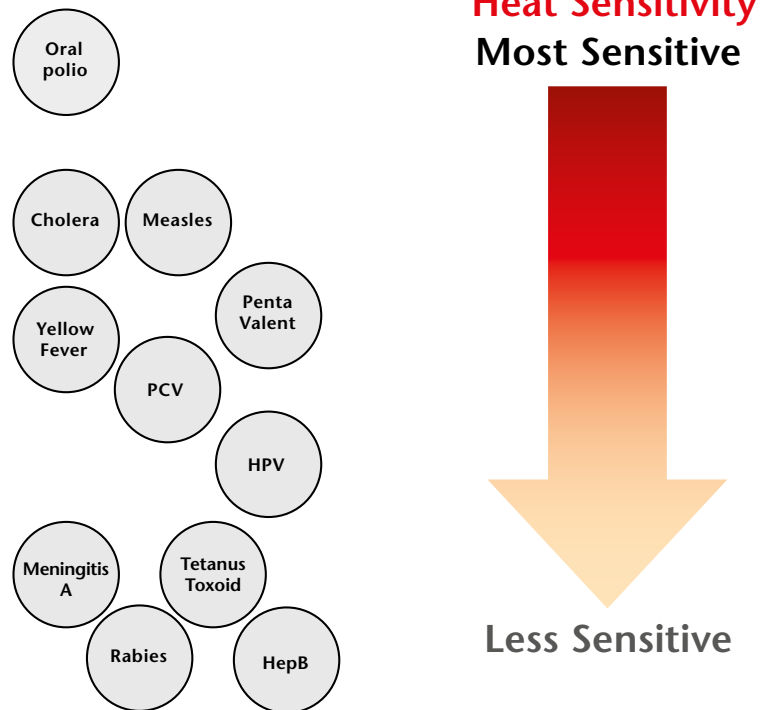 Heat Sensitivity
Most Sensitive
Oral
polio
Cholera
Measles
Penta
Valent
Yellow
Fever
PCV
HPV
Meningitis
A
Tetanus
Toxoid
Rabies
HepB
Less Sensitive